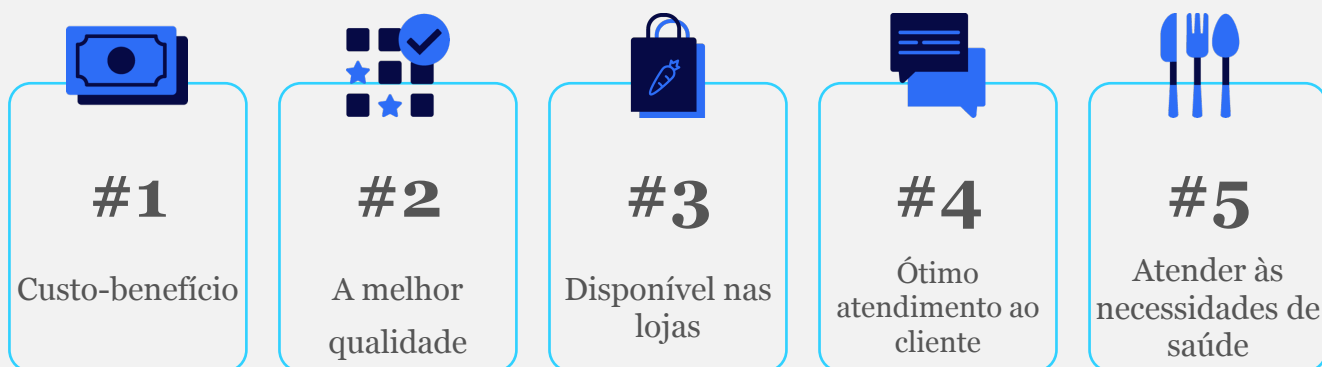 #1
Custo-benefício
#2
A melhor
qualidade
#3
Disponível nas
lojas
#4
Ótimo
atendimento ao
cliente
#5
Atender às
necessidades de
saúde